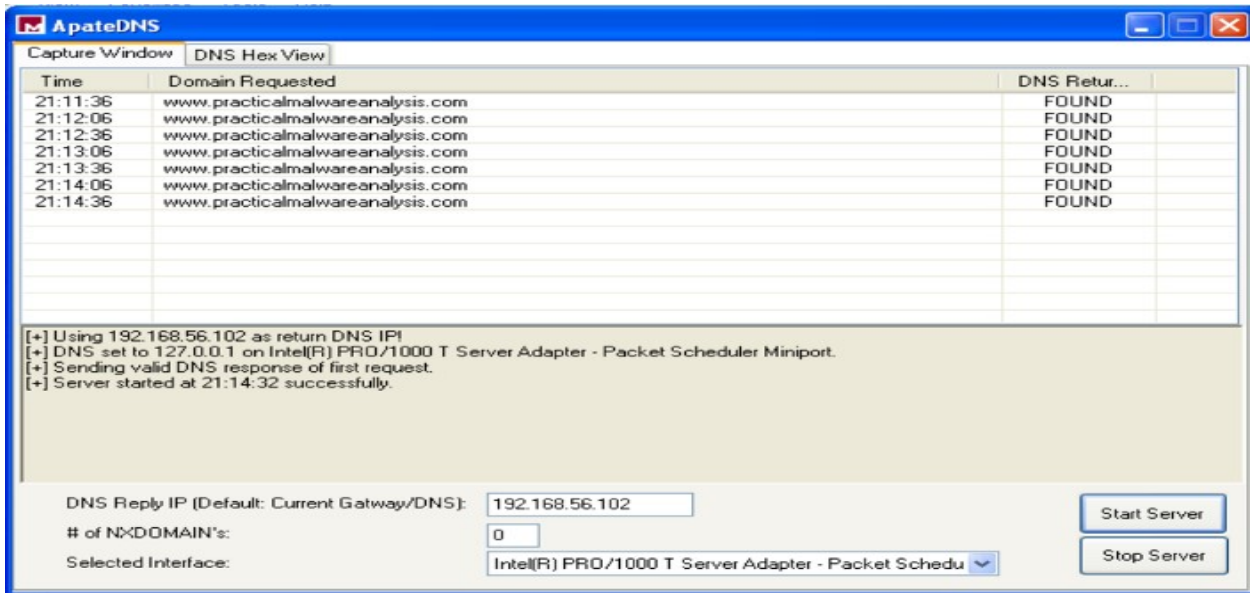 ApateDNS
Capture Window DNS Hex View
Time Domain Requested DNS Retur...
21:11:36 www.practicalmalwareanalysis.com FOUND
21:12:06 www.practicalmalwareanalysis.com FOUND
21:12:36 www.practicalmalwareanalysis.com FOUND
21:13:06 www.practicalmalwareanalysis.com FOUND
21:13:36 www.practicalmalwareanalysis.com FOUND
21:14:06 www.practicalmalwareanalysis.com FOUND
21:14:36 www.practicalmalwareanalysis.com FOUND
[+] Using 192.168.56.102 as return DNS IP!
[+] DNS set to 127.0.0.1 on Intel(R) PRO/1000 T Server Adapter - Packet Scheduler Miniport.
[+] Sending valid DNS response of first request.
[+] Server started at 21:14:32 successfully.
DNS Reply IP (Default: Current Gatway/DNS): 192.168.56.102
Start Server
# of NXDOMAIN's: 0
Stop Server
Selected Interface: Intel(R) PRO/1000 T Server Adapter - Packet Schedu